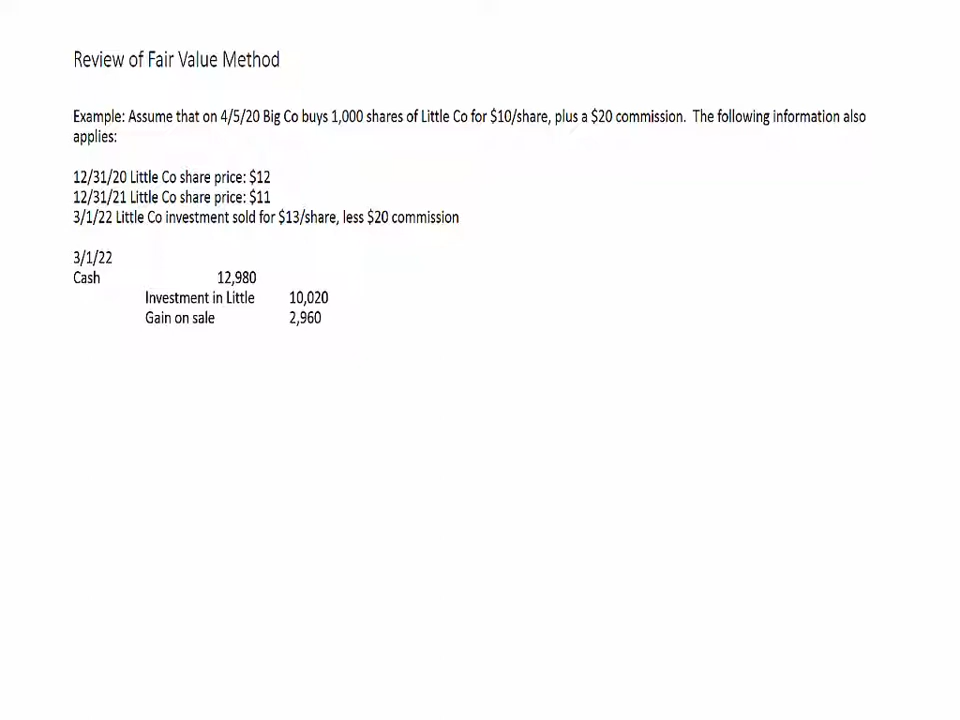 Review of Fair Value Method
Example: Assume that on 4/5/20 Big Co buys 1,000 shares of Little Co for $10/share, plus a $20 commission. The following information also
applies:
12/31/20 Little Co share price: $12
12/31/21 Little Co share price: $11
3/1/22 Little Co investment sold for $13/share, less $20 commission
3/1/22
Cash 12,980
Investment in Little 10,020
Gain on sale 2,960